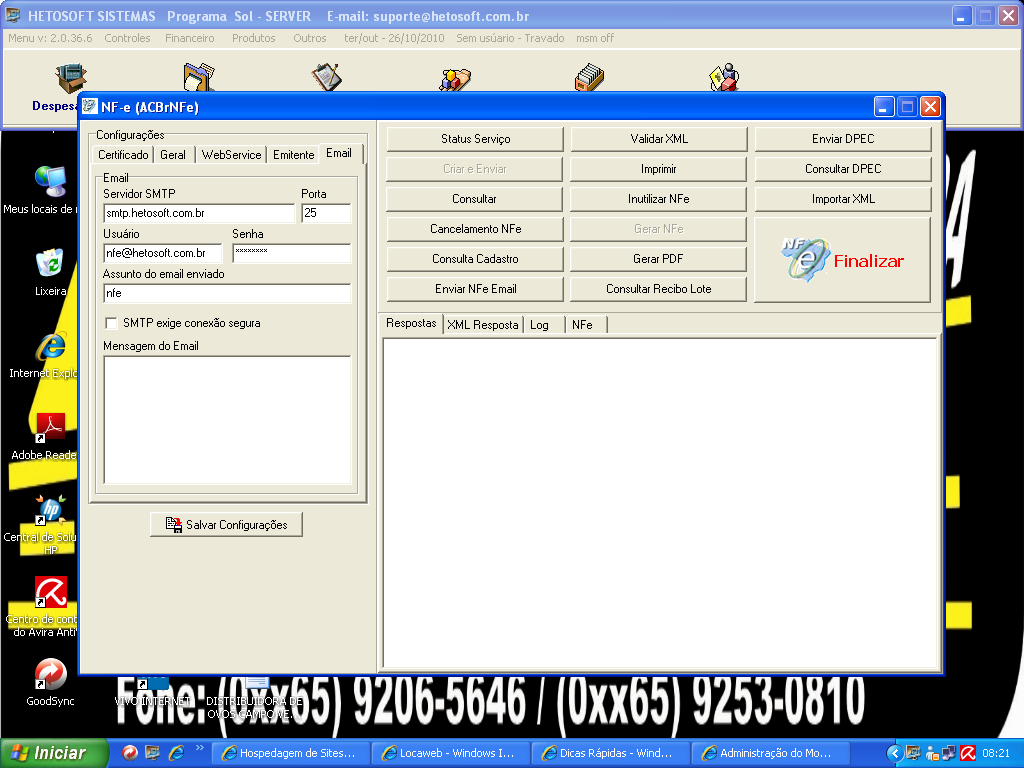 HETOSOFT SISTEMAS Programa Sol - SERVER E-mail: suporte@hetosoft.com.br
Menu v: 2.0.36.6 Controles Financeiro Produtos Outros ter/out - 26/10/2010 Sem usúario - Travado msm off
Despesa
NF-e (ACBrNFe)
Configurações
Certificado Geral WebService Emitente Email
Email
Servidor SMTP Porta
smtp.hetosoft.com.br 25
Usuário Senha
nfe@hetosoft.com.br ********
Assunto do email enviado
nfe
SMTP exige conexão segura
Mensagem do Email
Salvar Configurações
Status Serviço Validar XML Enviar DPEC
Criar e Enviar Imprimir Consultar DPEC
Consultar Inutilizar NFe Importar XML
Cancelamento NFe Gerar NFe
Consulta Cadastro Gerar PDF
Enviar NFe Email Consultar Recibo Lote
NF e Finalizar
Respostas XML Resposta Log NFe
Meus locais de r
Lixeira
Internet Explo
Adobe Reade
Central de Solu
HP
Centro de cont
do Avira Anti
GoodSync
VIVO INTERNET
DISTRIBUIDORA DE
OVOS CAMPO VE...
Fone: (0xx65) 9206-5646 / (0xx65) 9253-0810
Iniciar Hospedagem de Sites... Locaweb - Windows I... Dicas Rápidas - Wind... Administração do Mo... 08:21